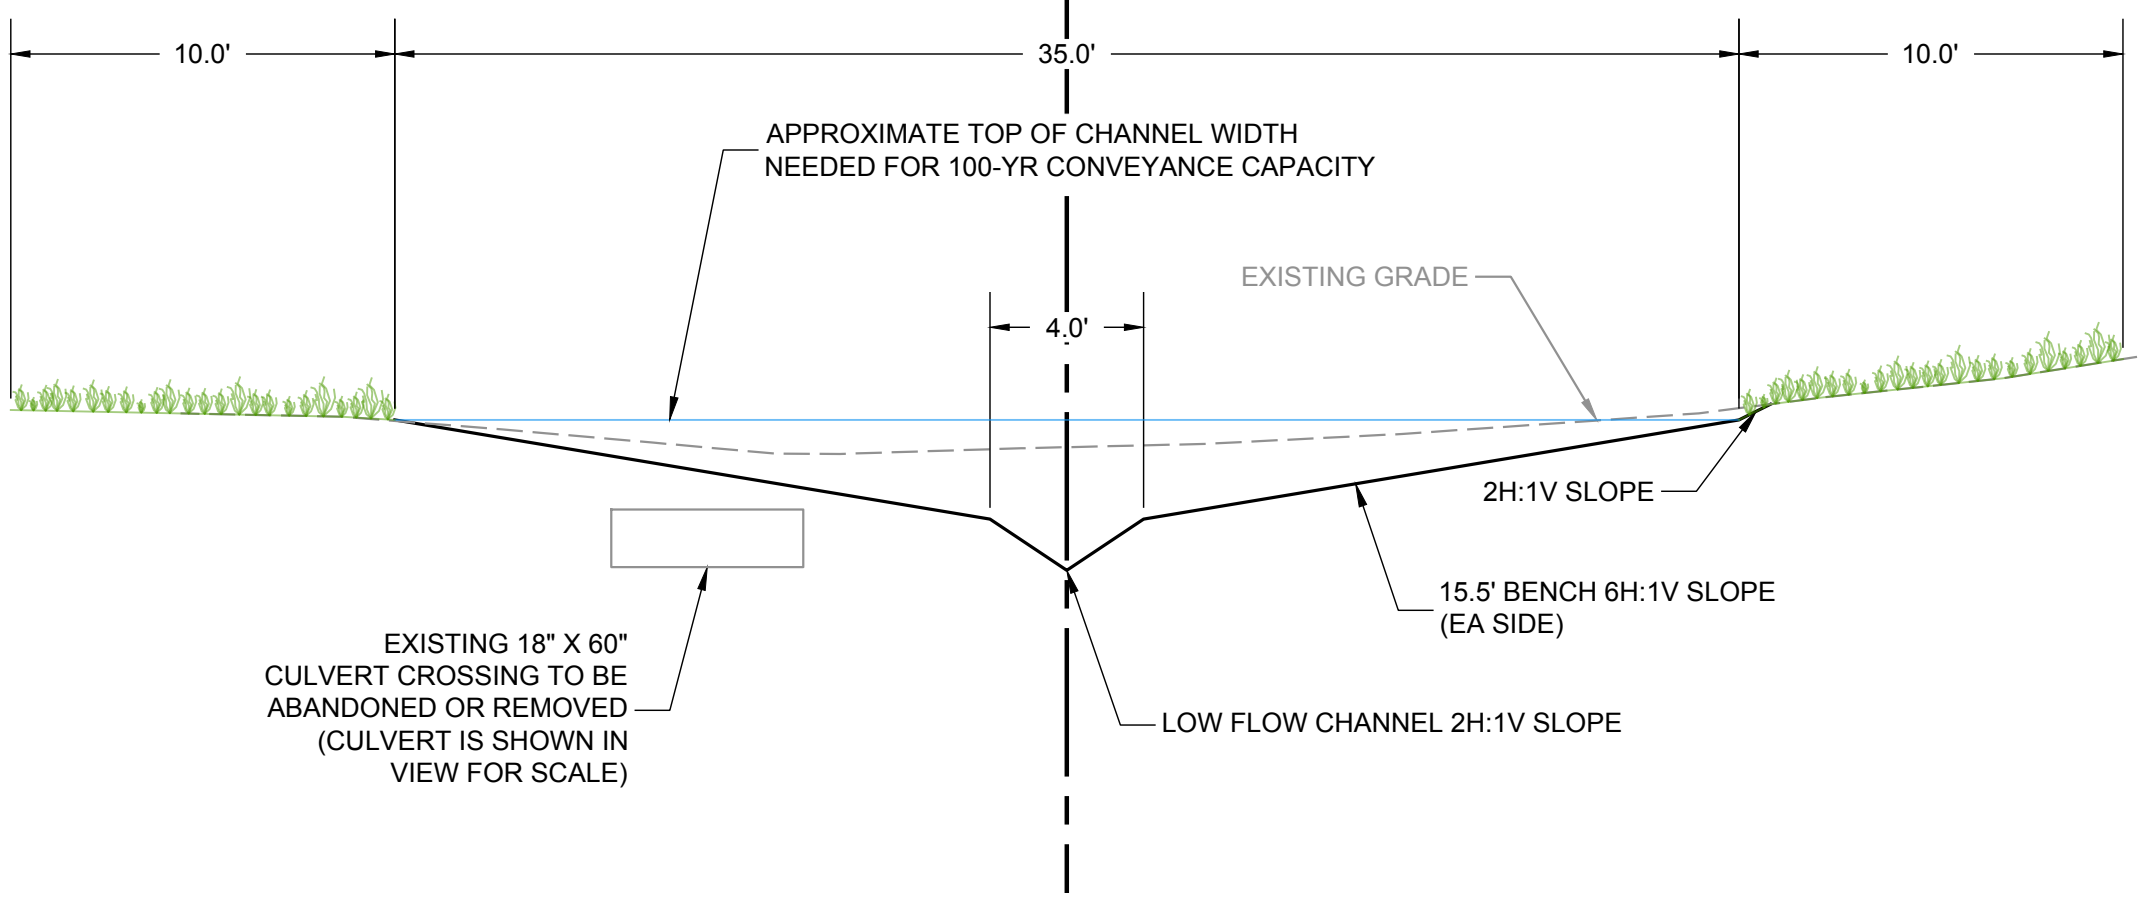 10.0'
35.0'
10.0'
APPROXIMATE TOP OF CHANNEL WIDTH
NEEDED FOR 100-YR CONVEYANCE CAPACITY
EXISTING GRADE
4.0'
2H:1V SLOPE
15.5' BENCH 6H:1V SLOPE
(EA SIDE)
EXISTING 18" X 60"
CULVERT CROSSING TO BE
ABANDONED OR REMOVED
(CULVERT IS SHOWN IN
VIEW FOR SCALE)
LOW FLOW CHANNEL 2H:1V SLOPE